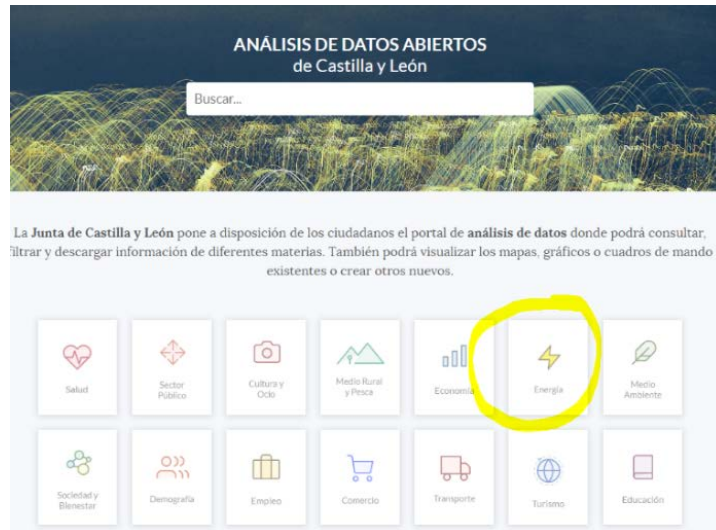 ANÁLISIS DE DATOS ABIERTOS
de Castilla y León
Buscar...
La Junta de Castilla y León pone a disposición de los ciudadanos el portal de análisis de datos donde podrá consultar,
filtrar y descargar información de diferentes materias. También podrá visualizar los mapas, gráficos o cuadros de mando
existentes o crear otros nuevos.
Salud
Sector
Público
Cultura y
Ocio
Medio Rural
y Pesca
Economía
Energía
Medio
Ambiente
Sociedad y
Bienestar
Demografía
Empleo
Comercio
Transporte
Turismo
Educación